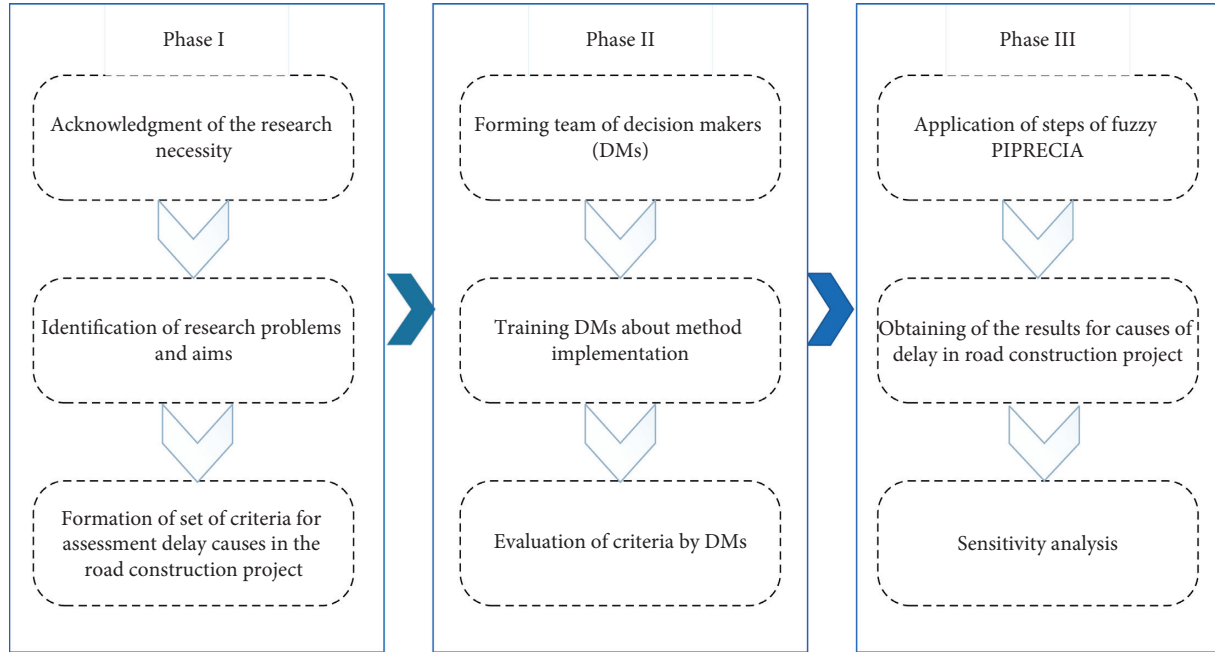 Phase I
Acknowledgment of the research
necessity
Identification of research problems
and aims
Formation of set of criteria for
assessment delay causes in the
road construction project
Phase II
Forming team of decision makers
(DMs)
Training DMs about method
implementation
Evaluation of criteria by DMs
Phase III
Application of steps of fuzzy
PIPRECIA
Obtaining of the results for causes of
delay in road construction project
Sensitivity analysis